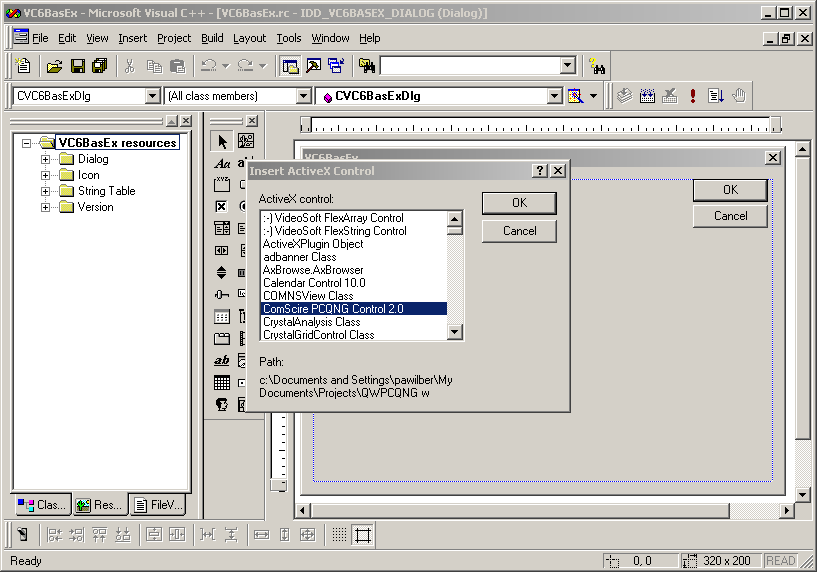 VC6BasEx - Microsoft Visual C++ - [VC6BasEx.rc - IDD_VC6BASEX_DIALOG (Dialog)]
File Edit View Insert Project Build Layout Tools Window Help
CVC6BasExDlg (All class members) CVC6BasExDlg
VC6BasEx resources
Dialog
Icon
String Table
Version
Clas... Res... FileV...
Aa
ab
VC6BasEx
OK
Cancel
Insert ActiveX Control
ActiveX control:
:-) VideoSoft FlexArray Control
:-) VideoSoft FlexString Control
ActiveXPlugin Object
adbanner Class
AxBrowse.AxBrowser
Calendar Control 10.0
COMNSView Class
ComScire PCQNG Control 2.0
CrystalAnalysis Class
CrystalGridControl Class
OK
Cancel
Path:
c:\Documents and Settings\pawilber\My
Documents\Projects\QWPCQNG w
Ready 0, 0 320 x 200 READ